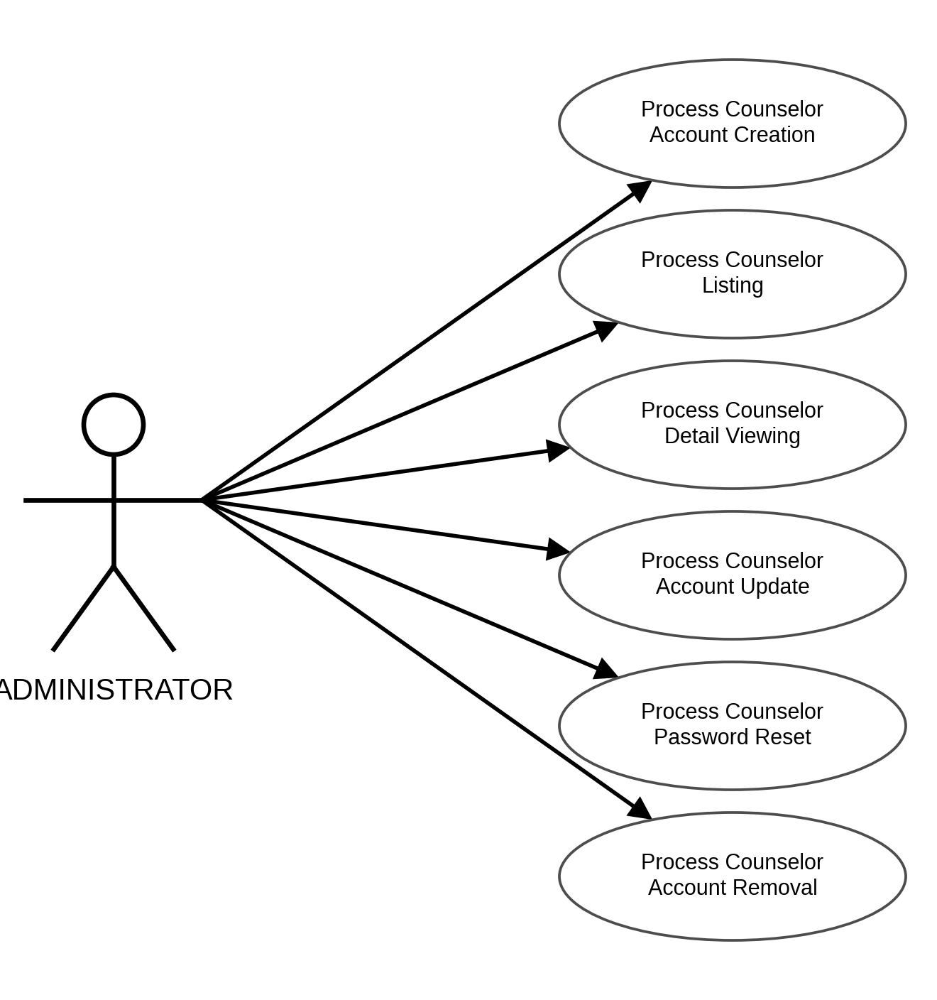 Process Counselor
Account Creation
Process Counselor
Listing
Process Counselor
Detail Viewing
Process Counselor
Account Update
ADMINISTRATOR
Process Counselor
Password Reset
Process Counselor
Account Removal